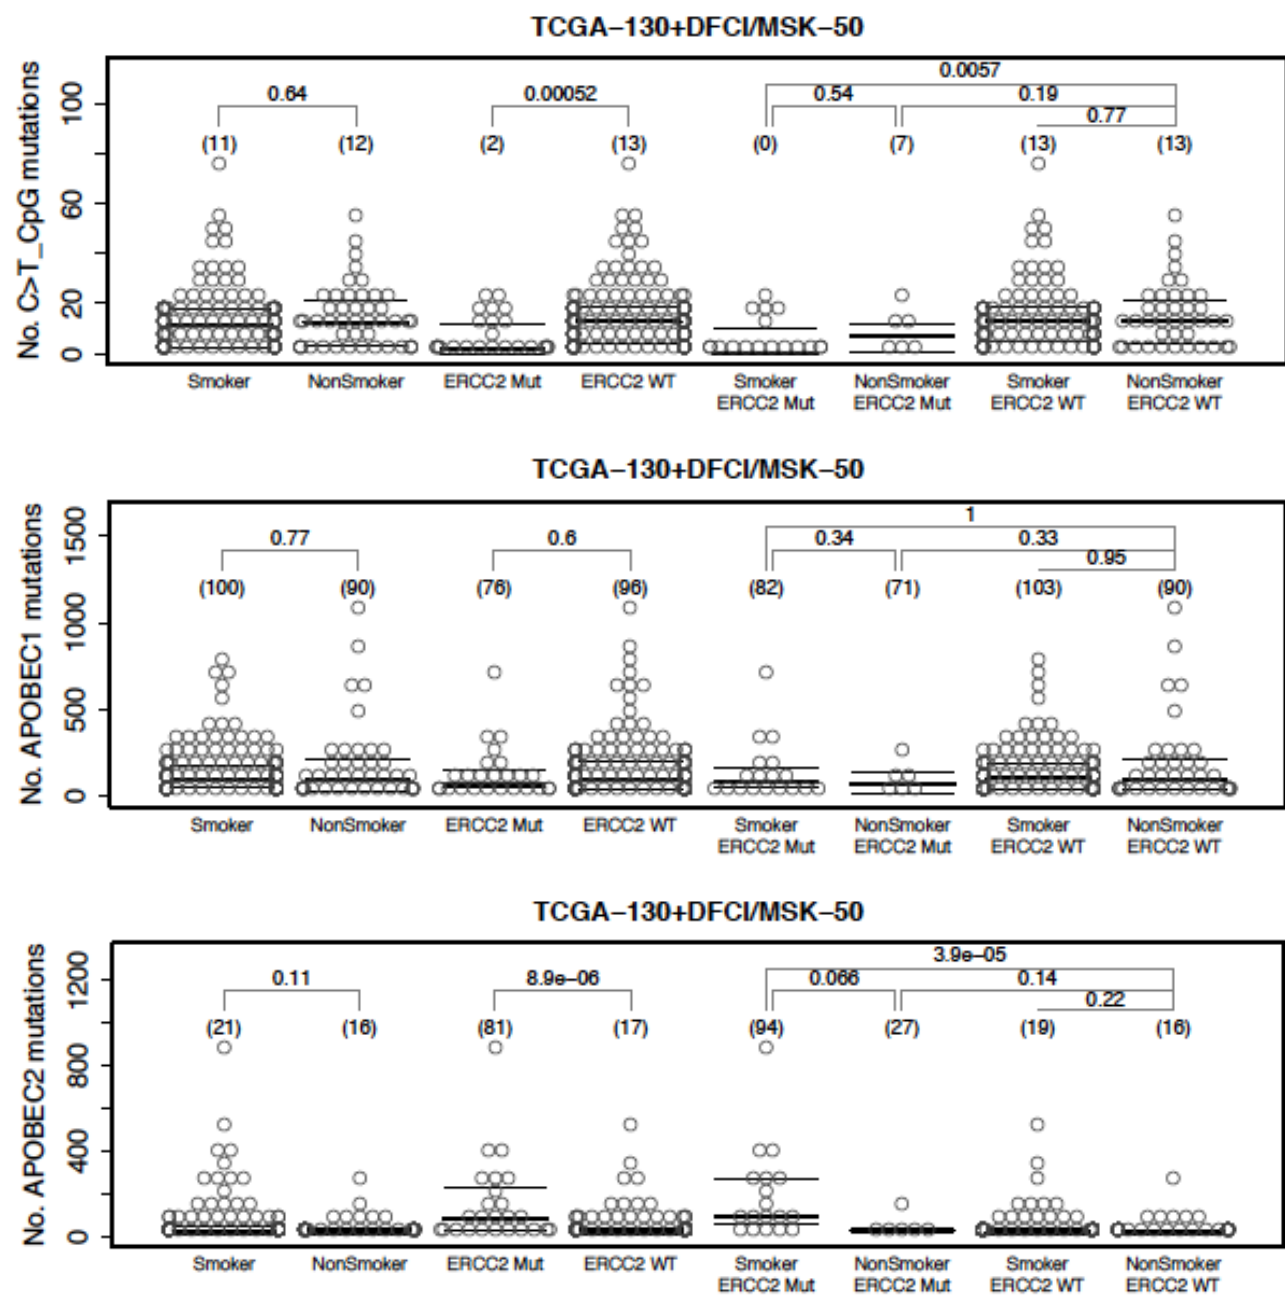 TCGA−130+DFCI/MSK−50
No. C>T_CpG mutations
0 20 60 100
0.64 0.00052 0.54 0.0057 0.19 0.77
(11) (12) (2) (13) (0) (7) (13) (13)
Smoker NonSmoker ERCC2 Mut ERCC2 WT Smoker NonSmoker Smoker NonSmoker
ERCC2 Mut ERCC2 Mut ERCC2 WT ERCC2 WT
TCGA−130+DFCI/MSK−50
No. APOBEC1 mutations
0 500 1000 1500
0.77 0.6 0.34 1 0.33 0.95
(100) (90) (76) (96) (82) (71) (103) (90)
Smoker NonSmoker ERCC2 Mut ERCC2 WT Smoker NonSmoker Smoker NonSmoker
ERCC2 Mut ERCC2 Mut ERCC2 WT ERCC2 WT
TCGA−130+DFCI/MSK−50
No. APOBEC2 mutations
0 400 800 1200
0.11 8.9e−06 0.066 3.9e−05 0.14 0.22
(21) (16) (81) (17) (94) (27) (19) (16)
Smoker NonSmoker ERCC2 Mut ERCC2 WT Smoker NonSmoker Smoker NonSmoker
ERCC2 Mut ERCC2 Mut ERCC2 WT ERCC2 WT